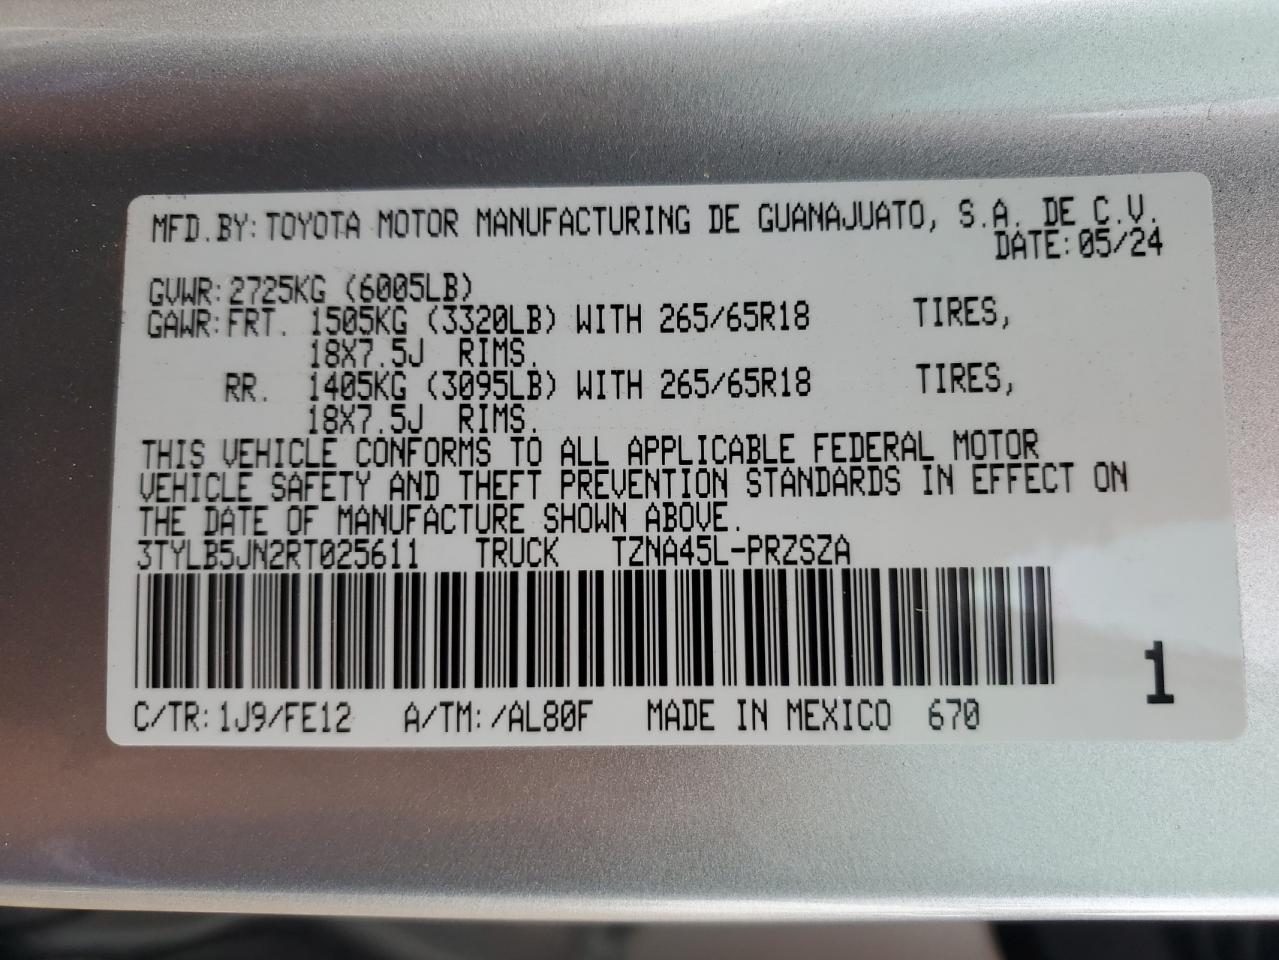 MFD.BY: TOYOTA MOTOR MANUFACTURING DE GUANAJUATO, S.A. DE C.V.
DATE: 05/24
GVWR: 2725KG (6005LB)
GAWR: FRT. 1505KG (3320LB) WITH 265/65R18 TIRES,
18X7.5J RIMS.
RR. 1405KG (3095LB) WITH 265/65R18 TIRES,
18X7.5J RIMS.
THIS VEHICLE CONFORMS TO ALL APPLICABLE FEDERAL MOTOR
VEHICLE SAFETY AND THEFT PREVENTION STANDARDS IN EFFECT ON
THE DATE OF MANUFACTURE SHOWN ABOVE.
3TYLB5JN2RT025611 TRUCK TZNA45L-PRZSZA
1
C/TR: 1J9/FE12 A/TM: /AL80F MADE IN MEXICO 670